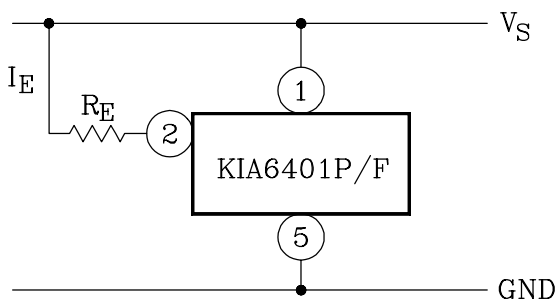 V_S
I_E
R_E
1
2
KIA6401P/F
5
GND